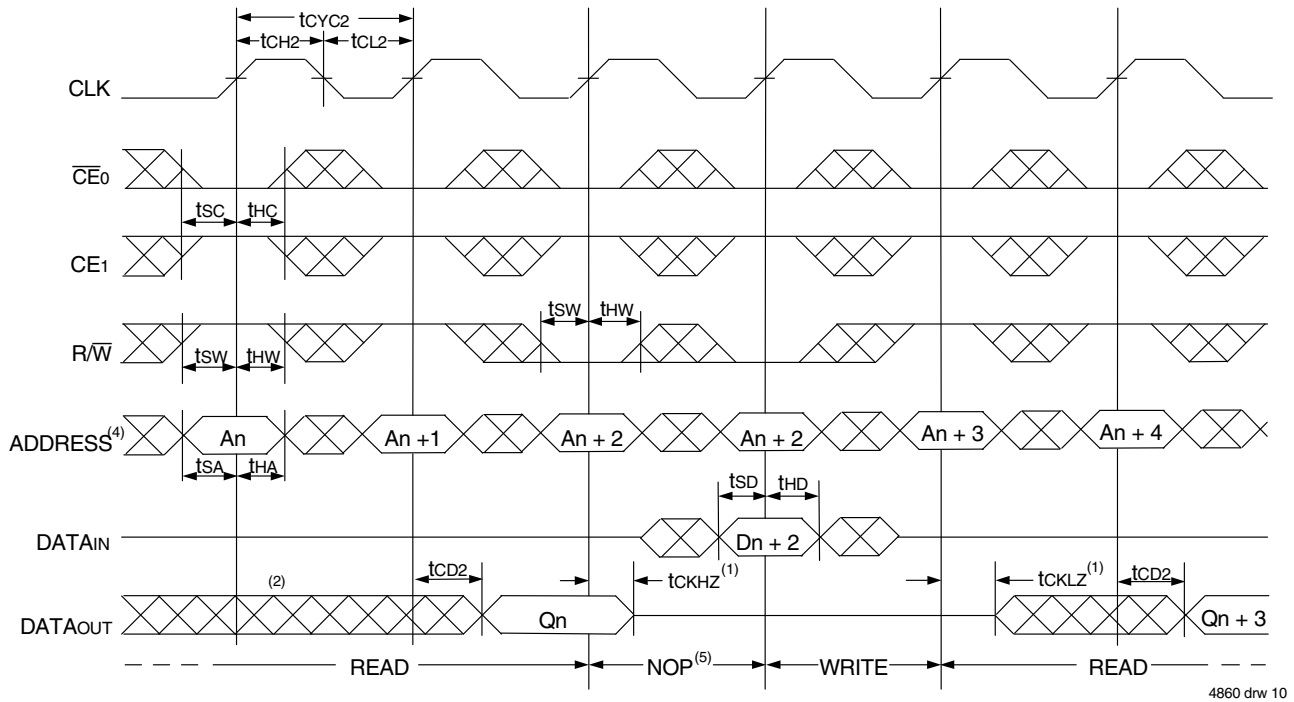 tCYC2
tCH2 tCL2
CLK
CE0
tSC tHC
CE1
tSW tHW
R/W
tSW tHW
ADDRESS(4) An An +1 An + 2 An + 2 An + 3 An + 4
tSA tHA
tSD tHD
DATAIN Dn + 2
tCD2 tCKHZ(1) tCKLZ(1) tCD2
(2)
DATAOUT Qn Qn + 3
READ NOP(5) WRITE READ
4860 drw 10